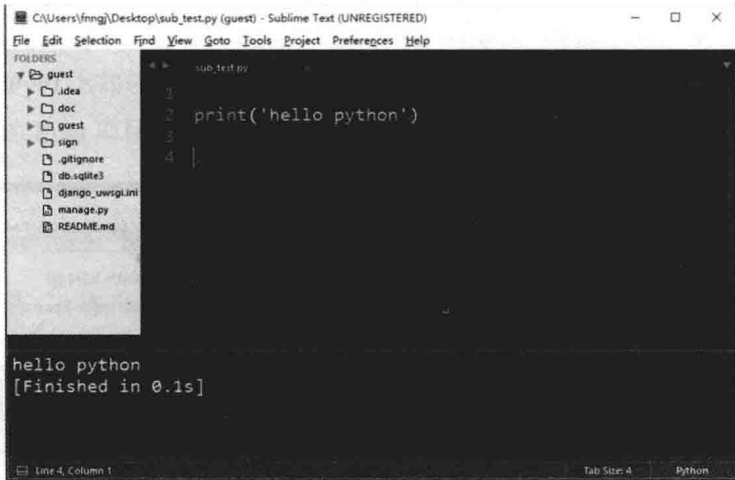 C:\Users\fnngj\Desktop\sub_test.py (guest) - Sublime Text (UNREGISTERED)
File Edit Selection Find View Goto Tools Project Preferences Help
FOLDERS
guest
.idea
doc
guest
sign
.gitignore
db.sqlite3
django_uwsgi.ini
manage.py
README.md
sub_test.py
1
2 print('hello python')
3
4
hello python
[Finished in 0.1s]
Line 4, Column 1 Tab Size: 4 Python